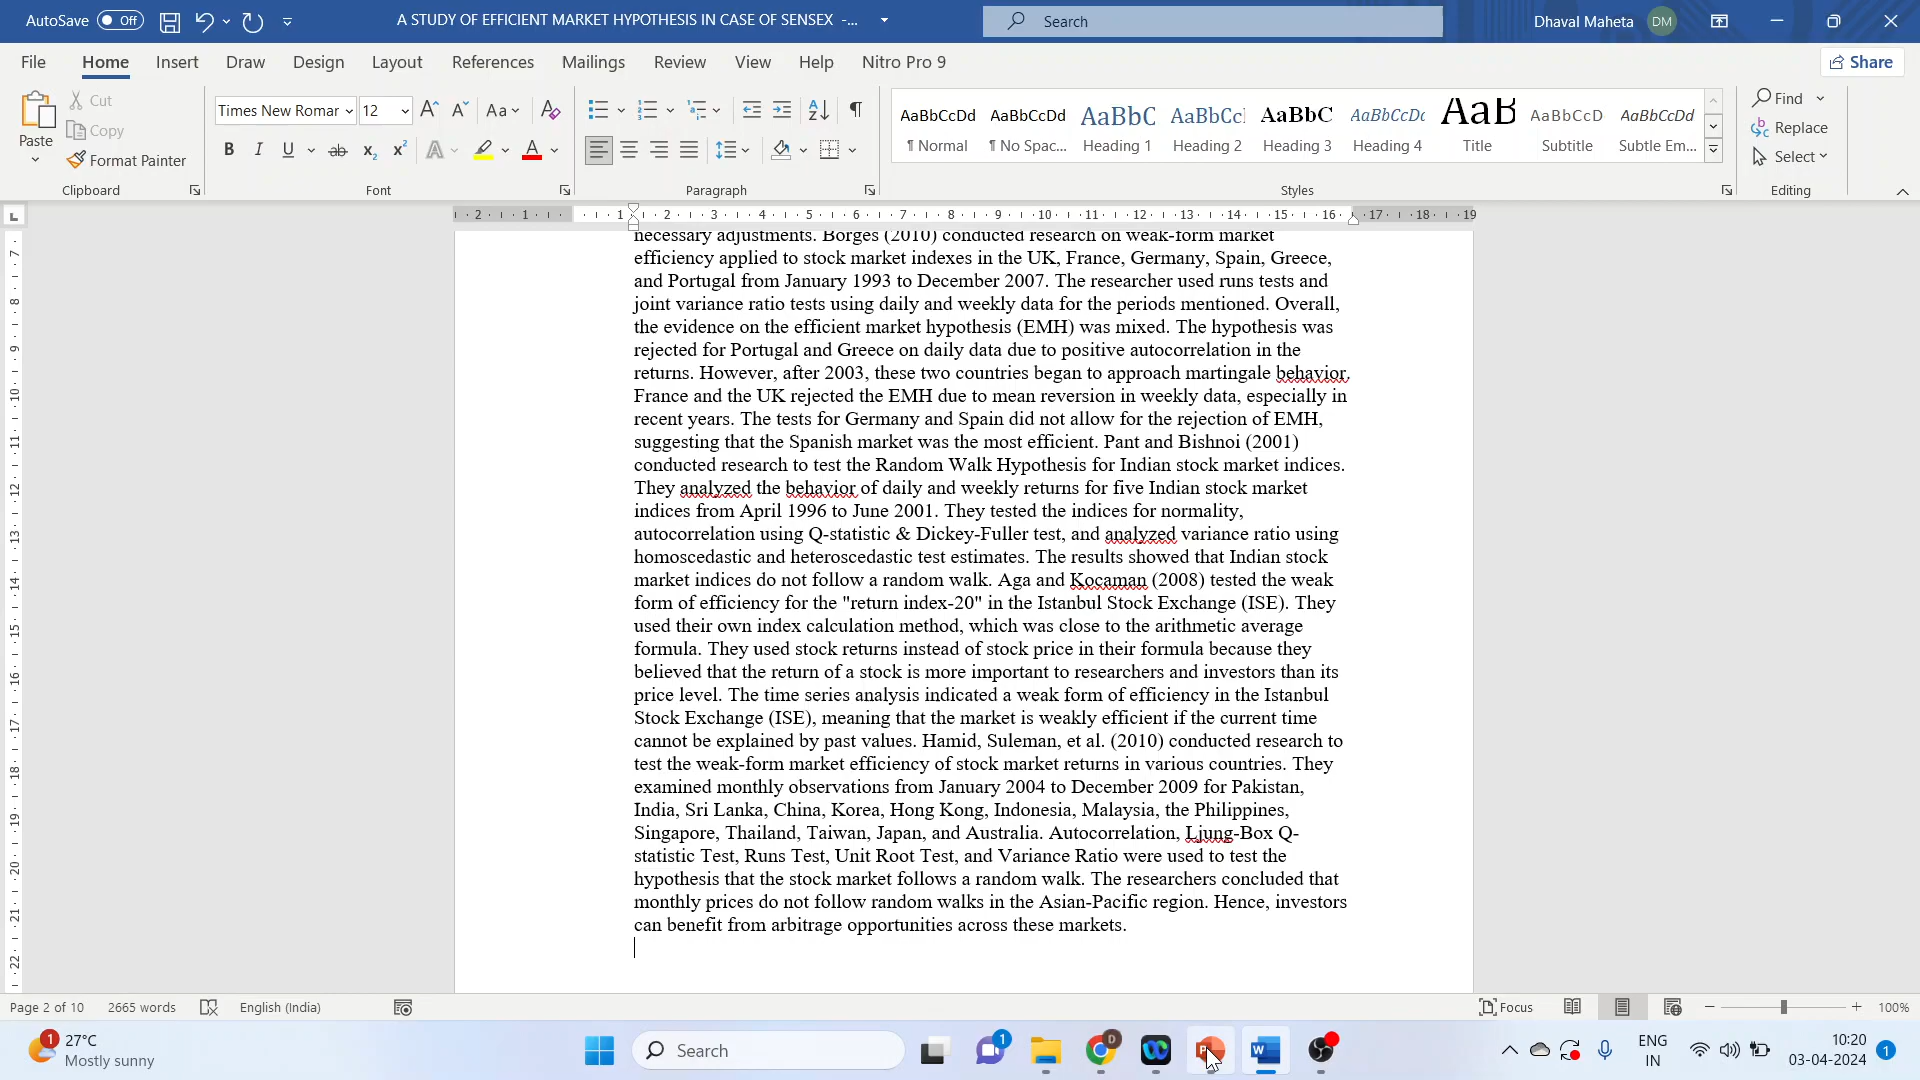 AutoSave Off
A STUDY OF EFFICIENT MARKET HYPOTHESIS IN CASE OF SENSEX -...
Search
Dhaval Maheta DM
File Home Insert Draw Design Layout References Mailings Review View Help Nitro Pro 9
Share
Paste
Cut
Copy
Format Painter
Clipboard
Times New Romar 12
Font
Paragraph
AaBbCcDd AaBbCcDd AaBbC AaBbCc AaBbC AaBbCcDc AaB AaBbCcD AaBbCcDd
¶ Normal ¶ No Spac... Heading 1 Heading 2 Heading 3 Heading 4 Title Subtitle Subtle Em...
Styles
Find
Replace
Select
Editing
necessary adjustments. Borges (2010) conducted research on weak-form market
efficiency applied to stock market indexes in the UK, France, Germany, Spain, Greece,
and Portugal from January 1993 to December 2007. The researcher used runs tests and
joint variance ratio tests using daily and weekly data for the periods mentioned. Overall,
the evidence on the efficient market hypothesis (EMH) was mixed. The hypothesis was
rejected for Portugal and Greece on daily data due to positive autocorrelation in the
returns. However, after 2003, these two countries began to approach martingale behavior.
France and the UK rejected the EMH due to mean reversion in weekly data, especially in
recent years. The tests for Germany and Spain did not allow for the rejection of EMH,
suggesting that the Spanish market was the most efficient. Pant and Bishnoi (2001)
conducted research to test the Random Walk Hypothesis for Indian stock market indices.
They analyzed the behavior of daily and weekly returns for five Indian stock market
indices from April 1996 to June 2001. They tested the indices for normality,
autocorrelation using Q-statistic & Dickey-Fuller test, and analyzed variance ratio using
homoscedastic and heteroscedastic test estimates. The results showed that Indian stock
market indices do not follow a random walk. Aga and Kocaman (2008) tested the weak
form of efficiency for the "return index-20" in the Istanbul Stock Exchange (ISE). They
used their own index calculation method, which was close to the arithmetic average
formula. They used stock returns instead of stock price in their formula because they
believed that the return of a stock is more important to researchers and investors than its
price level. The time series analysis indicated a weak form of efficiency in the Istanbul
Stock Exchange (ISE), meaning that the market is weakly efficient if the current time
cannot be explained by past values. Hamid, Suleman, et al. (2010) conducted research to
test the weak-form market efficiency of stock market returns in various countries. They
examined monthly observations from January 2004 to December 2009 for Pakistan,
India, Sri Lanka, China, Korea, Hong Kong, Indonesia, Malaysia, the Philippines,
Singapore, Thailand, Taiwan, Japan, and Australia. Autocorrelation, Ljung-Box Q-
statistic Test, Runs Test, Unit Root Test, and Variance Ratio were used to test the
hypothesis that the stock market follows a random walk. The researchers concluded that
monthly prices do not follow random walks in the Asian-Pacific region. Hence, investors
can benefit from arbitrage opportunities across these markets.
Page 2 of 10 2665 words English (India)
Focus 100%
27°C
Mostly sunny
Search
ENG
IN
10:20
03-04-2024